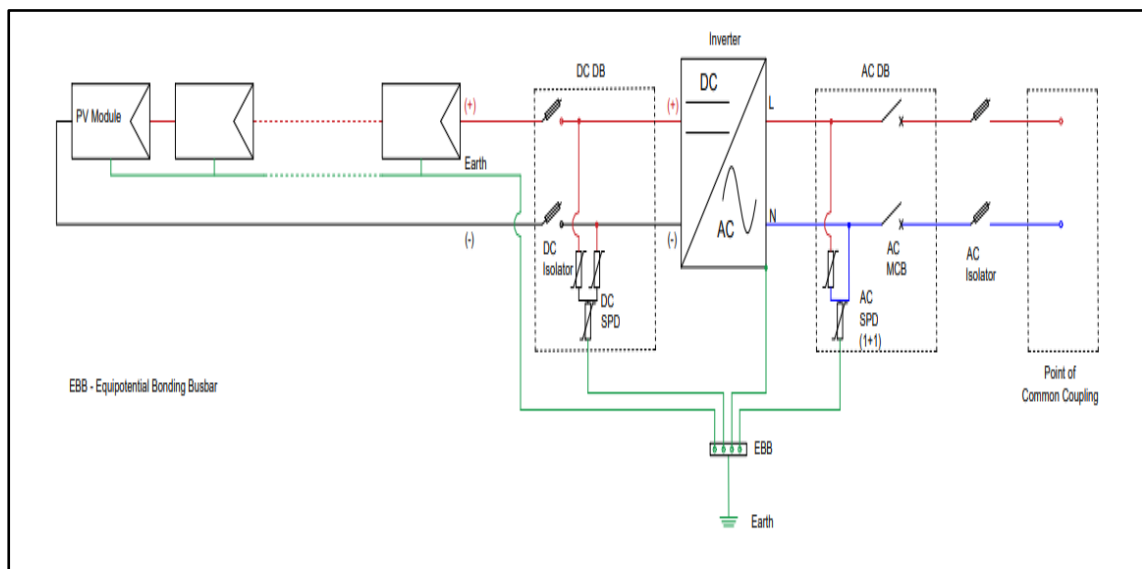 Inverter
DC DB
AC DB
PV Module
(+)
(+)
DC
L
Earth
(-)
(-)
AC
N
DC
Isolator
DC
SPD
AC
MCB
AC
Isolator
AC
SPD
(1+1)
Point of
Common Coupling
EBB - Equipotential Bonding Busbar
EBB
Earth